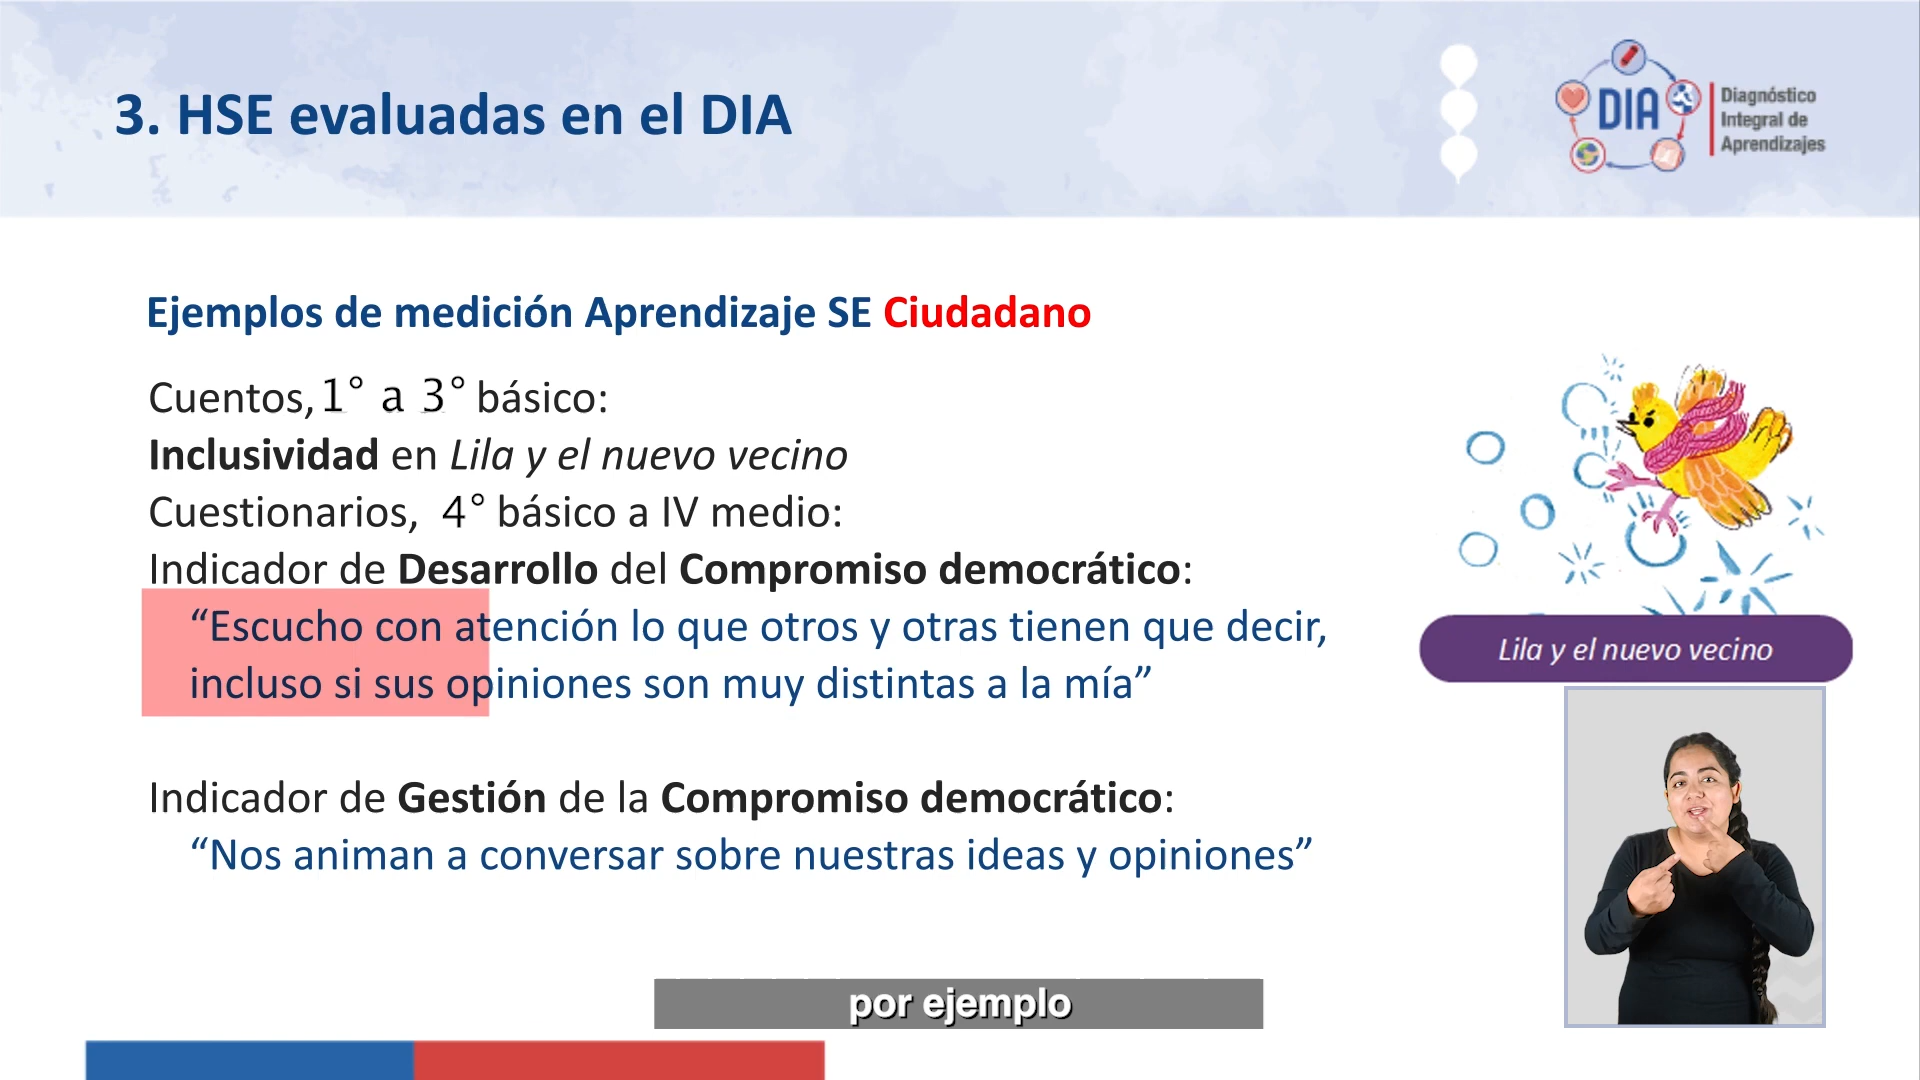 3. HSE evaluadas en el DIA
DIA
Diagnóstico
Integral de
Aprendizajes
Ejemplos de medición Aprendizaje SE Ciudadano
Cuentos, 1° a 3° básico:
Inclusividad en Lila y el nuevo vecino
Cuestionarios, 4° básico a IV medio:
Indicador de Desarrollo del Compromiso democrático:
“Escucho con atención lo que otros y otras tienen que decir,
incluso si sus opiniones son muy distintas a la mía”
Indicador de Gestión de la Compromiso democrático:
“Nos animan a conversar sobre nuestras ideas y opiniones”
Lila y el nuevo vecino
por ejemplo